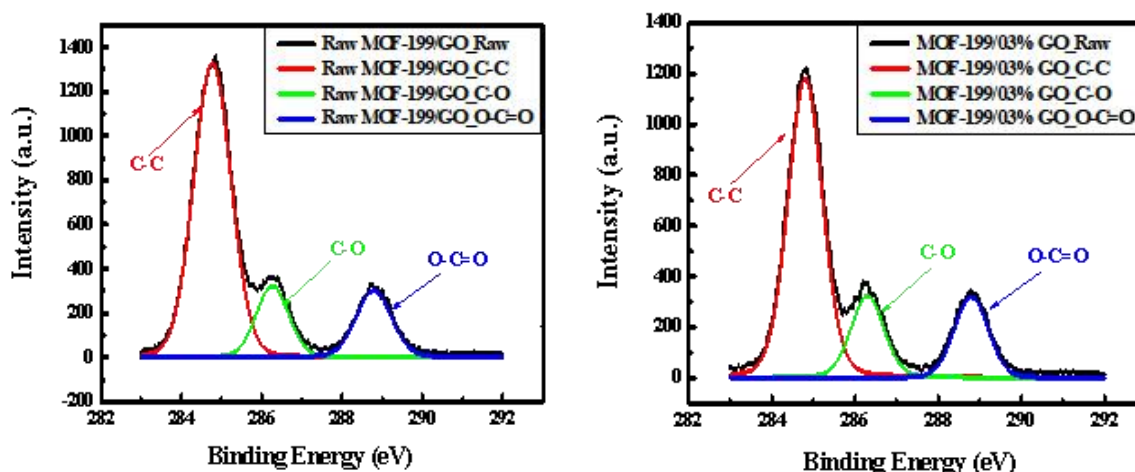 1400
1200
1000
800
600
400
200
0
-200
Intensity (a.u.)
Raw MOF-199/GO_Raw
Raw MOF-199/GO_C-C
Raw MOF-199/GO_C-O
Raw MOF-199/GO_O-C=O
C-C
C-O
O-C=O
282 284 286 288 290 292
Binding Energy (eV)
1400
1200
1000
800
600
400
200
0
Intensity (a.u.)
MOF-199/03% GO_Raw
MOF-199/03% GO_C-C
MOF-199/03% GO_C-O
MOF-199/03% GO_O-C=O
C-C
C-O
O-C=O
282 284 286 288 290 292
Binding Energy (eV)